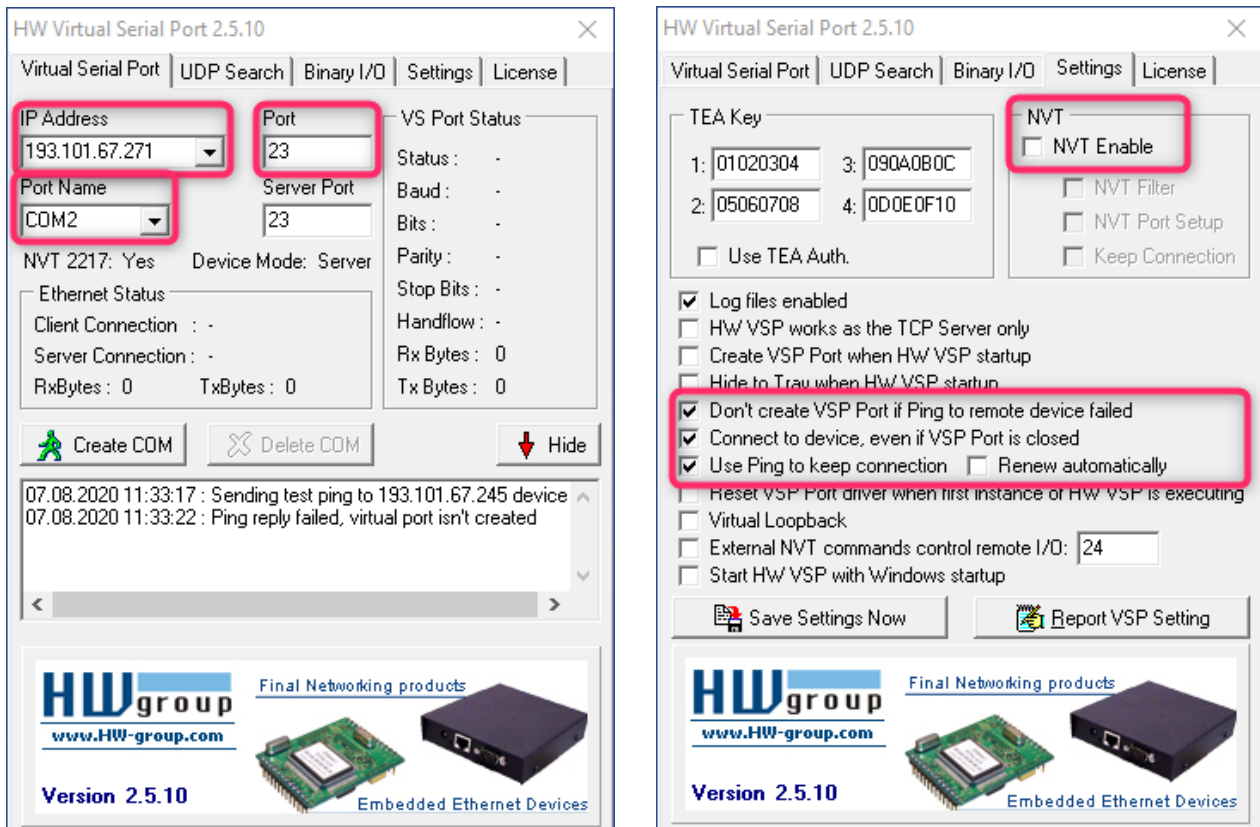 HW Virtual Serial Port 2.5.10
Virtual Serial Port UDP Search Binary I/O Settings License
IP Address Port VS Port Status
193.101.67.271 23
Status : -
Port Name Server Port
Baud : -
COM2 23
Bits : -
NVT 2217: Yes Device Mode: Server
Parity : -
Ethernet Status
Stop Bits : -
Client Connection : -
Handflow : -
Server Connection : -
Rx Bytes : 0
RxBytes : 0 TxBytes : 0
Tx Bytes : 0
Create COM Delete COM Hide
07.08.2020 11:33:17 : Sending test ping to 193.101.67.245 device
07.08.2020 11:33:22 : Ping reply failed, virtual port isn't created
HWgroup
www.HW-group.com
Final Networking products
Version 2.5.10
Embedded Ethernet Devices
HW Virtual Serial Port 2.5.10
Virtual Serial Port UDP Search Binary I/O Settings License
TEA Key
1: 01020304 3: 090A0B0C
2: 05060708 4: 0D0E0F10
Use TEA Auth.
NVT
NVT Enable
NVT Filter
NVT Port Setup
Keep Connection
Log files enabled
HW VSP works as the TCP Server only
Create VSP Port when HW VSP startup
Hide to Tray when HW VSP startup
Don't create VSP Port if Ping to remote device failed
Connect to device, even if VSP Port is closed
Use Ping to keep connection Renew automatically
Reset VSP Port driver when first instance of HW VSP is executing
Virtual Loopback
External NVT commands control remote I/O: 24
Start HW VSP with Windows startup
Save Settings Now Report VSP Setting
HWgroup
www.HW-group.com
Final Networking products
Version 2.5.10
Embedded Ethernet Devices